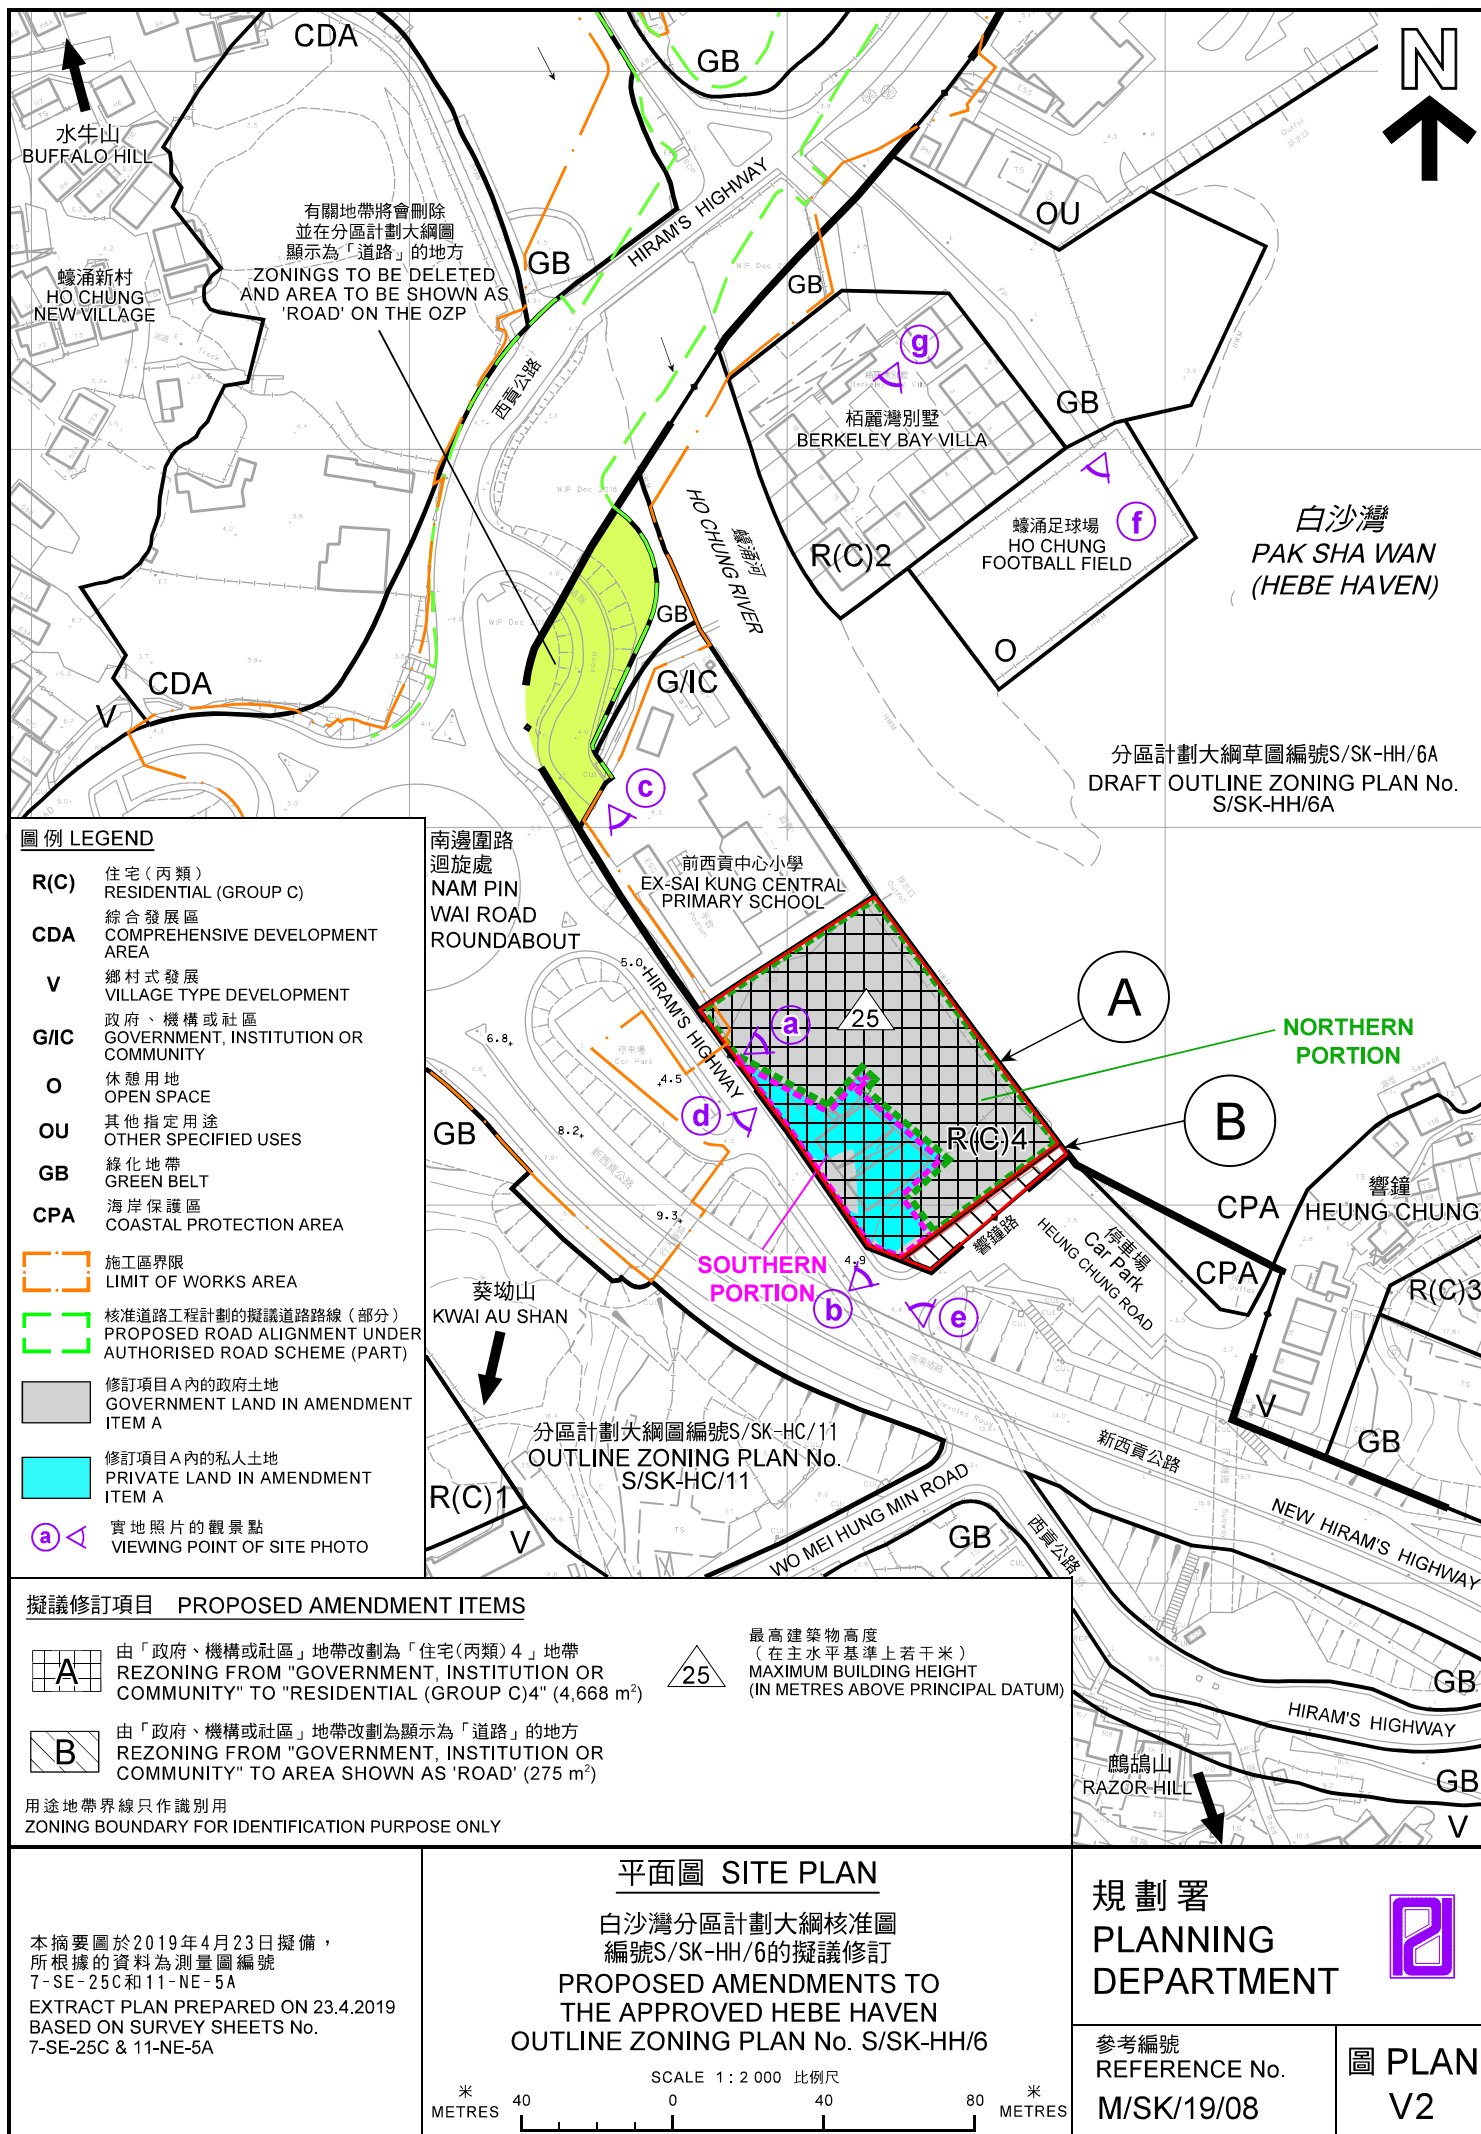 CDA
GB
N
水牛山
BUFFALO HILL
有關地帶將會刪除
並在分區計劃大綱圖
顯示為「道路」的地方
ZONINGS TO BE DELETED
AND AREA TO BE SHOWN AS
'ROAD' ON THE OZP
GB
HIRAM'S HIGHWAY
西貢公路
OU
GB
蠔涌新村
HO CHUNG
NEW VILLAGE
g
栢麗灣別墅
BERKELEY BAY VILLA
GB
R(C)2
蠔涌河
HO CHUNG RIVER
蠔涌足球場
HO CHUNG
FOOTBALL FIELD
f
O
白沙灣
PAK SHA WAN
(HEBE HAVEN)
GB
G/IC
CDA
V
分區計劃大綱草圖編號S/SK-HH/6A
DRAFT OUTLINE ZONING PLAN No.
S/SK-HH/6A
c
南邊圍路
迴旋處
NAM PIN
WAI ROAD
ROUNDABOUT
前西貢中心小學
EX-SAI KUNG CENTRAL
PRIMARY SCHOOL
5.0
HIRAM'S HIGHWAY
A
a
25
NORTHERN
PORTION
6.8
停車場
Car Park
4.5
d
B
R(C)4
GB
8.2
新西貢公路
9.3
SOUTHERN
PORTION
4.9
b
e
響鐘路
HEUNG CHUNG ROAD
停車場
Car Park
CPA
CPA
響鐘
HEUNG CHUNG
R(C)3
葵坳山
KWAI AU SHAN
V
GB
分區計劃大綱圖編號S/SK-HC/11
OUTLINE ZONING PLAN No.
S/SK-HC/11
R(C)1
V
WO MEI HUNG MIN ROAD
GB
西貢公路
新西貢公路
NEW HIRAM'S HIGHWAY
GB
HIRAM'S HIGHWAY
鷓鴣山
RAZOR HILL
GB
V
圖例 LEGEND
R(C) 住宅(丙類)
RESIDENTIAL (GROUP C)
CDA 綜合發展區
COMPREHENSIVE DEVELOPMENT
AREA
V 鄉村式發展
VILLAGE TYPE DEVELOPMENT
G/IC 政府、機構或社區
GOVERNMENT, INSTITUTION OR
COMMUNITY
O 休憩用地
OPEN SPACE
OU 其他指定用途
OTHER SPECIFIED USES
GB 綠化地帶
GREEN BELT
CPA 海岸保護區
COASTAL PROTECTION AREA
施工區界限
LIMIT OF WORKS AREA
核准道路工程計劃的擬議道路路線(部分)
PROPOSED ROAD ALIGNMENT UNDER
AUTHORISED ROAD SCHEME (PART)
修訂項目A內的政府土地
GOVERNMENT LAND IN AMENDMENT
ITEM A
修訂項目A內的私人土地
PRIVATE LAND IN AMENDMENT
ITEM A
a 實地照片的觀景點
VIEWING POINT OF SITE PHOTO
擬議修訂項目 PROPOSED AMENDMENT ITEMS
A 由「政府、機構或社區」地帶改劃為「住宅(丙類)4」地帶
REZONING FROM "GOVERNMENT, INSTITUTION OR
COMMUNITY" TO "RESIDENTIAL (GROUP C)4" (4,668 m²)
25 最高建築物高度
(在主水平基準上若干米)
MAXIMUM BUILDING HEIGHT
(IN METRES ABOVE PRINCIPAL DATUM)
B 由「政府、機構或社區」地帶改劃為顯示為「道路」的地方
REZONING FROM "GOVERNMENT, INSTITUTION OR
COMMUNITY" TO AREA SHOWN AS 'ROAD' (275 m²)
用途地帶界線只作識別用
ZONING BOUNDARY FOR IDENTIFICATION PURPOSE ONLY
本摘要圖於2019年4月23日擬備，
所根據的資料為測量圖編號
7-SE-25C和11-NE-5A
EXTRACT PLAN PREPARED ON 23.4.2019
BASED ON SURVEY SHEETS No.
7-SE-25C & 11-NE-5A
平面圖 SITE PLAN
白沙灣分區計劃大綱核准圖
編號S/SK-HH/6的擬議修訂
PROPOSED AMENDMENTS TO
THE APPROVED HEBE HAVEN
OUTLINE ZONING PLAN No. S/SK-HH/6
SCALE 1 : 2 000 比例尺
米
METRES 40 0 40 80 米
METRES
規劃署
PLANNING
DEPARTMENT
參考編號
REFERENCE No.
M/SK/19/08
圖 PLAN
V2